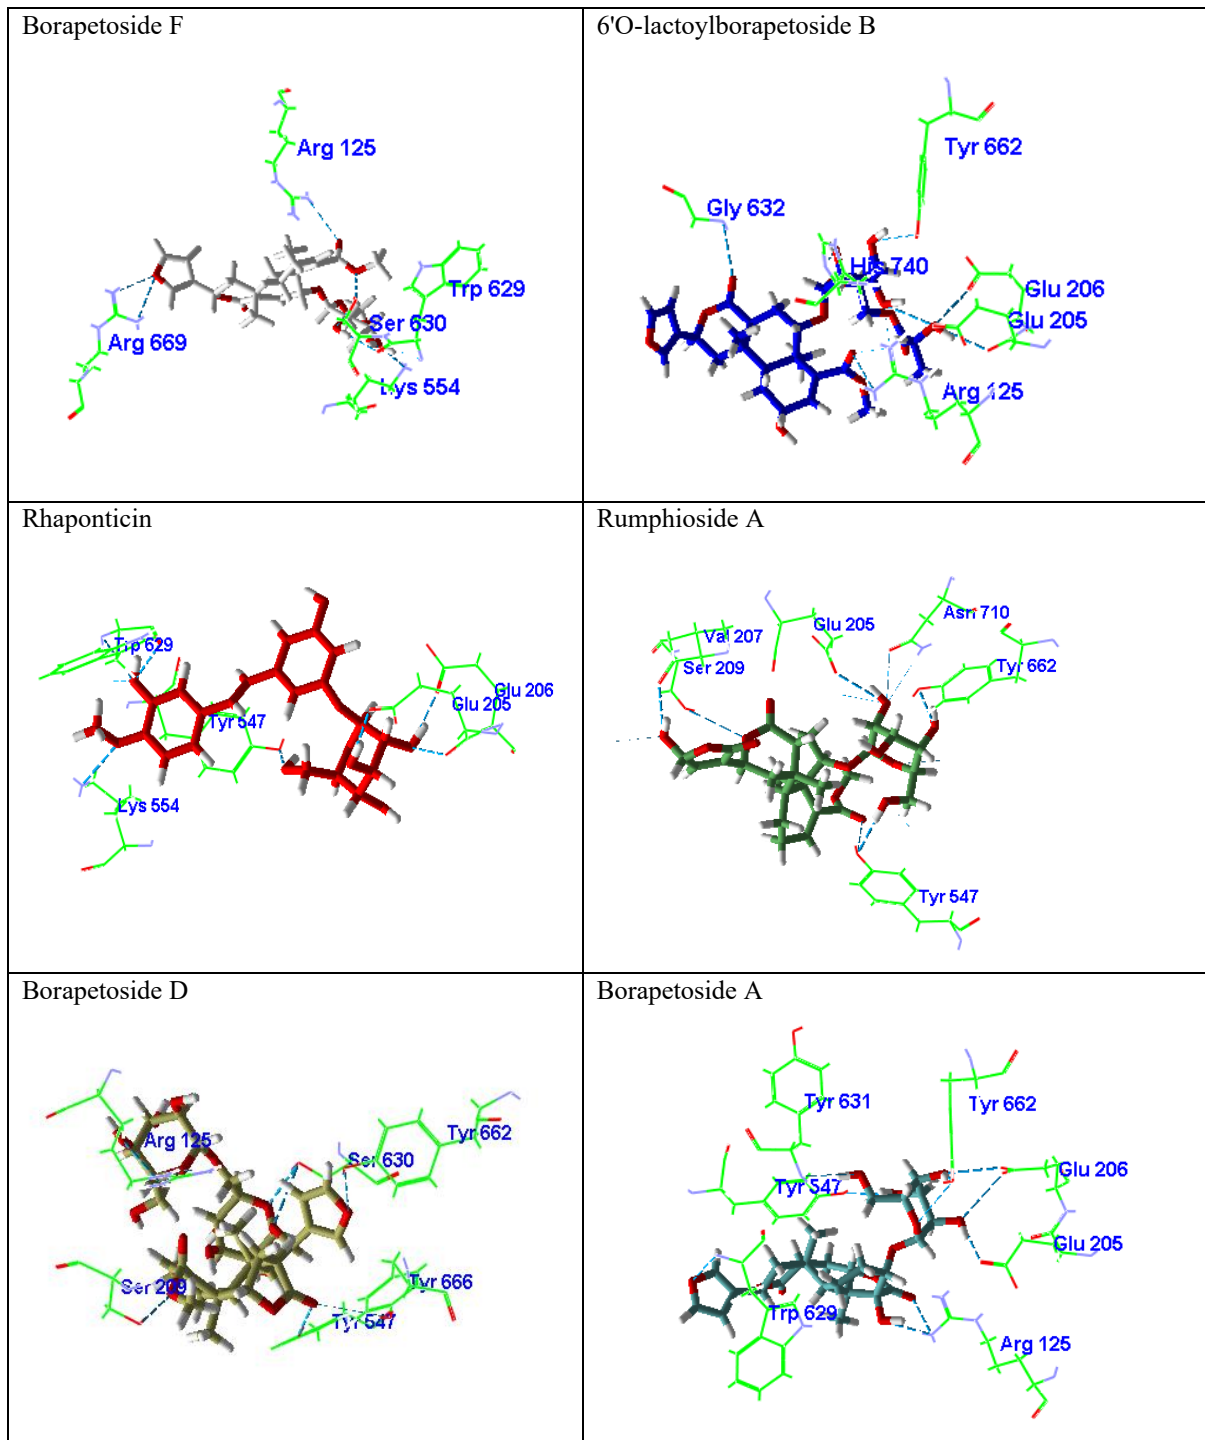 Borapetoside F
Arg 125
Trp 629
Ser 630
Arg 669
Lys 554
6'O-lactoylborapetoside B
Tyr 662
Gly 632
His 740
Glu 206
Glu 205
Arg 125
Rhaponticin
Trp 629
Glu 206
Glu 205
Tyr 547
Lys 554
Rumphioside A
Asn 710
Glu 205
Val 207
Ser 209
Tyr 662
Tyr 547
Borapetoside D
Tyr 662
Arg 125
Ser 630
Tyr 666
Ser 209
Tyr 547
Borapetoside A
Tyr 631
Tyr 662
Glu 206
Tyr 547
Glu 205
Trp 629
Arg 125